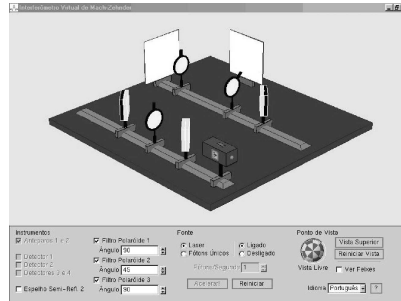 Interferômetro Virtual de Mach-Zehnder
Instrumentos
Anteparos 1 e 2
Detector 1
Detector 2
Detectores 3 e 4
Espelho Semi-Refl. 2
Filtro Polaróide 1
Ângulo 90
Filtro Polaróide 2
Ângulo 45
Filtro Polaróide 3
Ângulo 90
Fonte
Laser
Fótons Únicos
Ligado
Desligado
Reiniciar
Ponto de Vista
Vista Livre
Vista Superior
Reiniciar Vista
Ver Feixes
Idioma Português ?